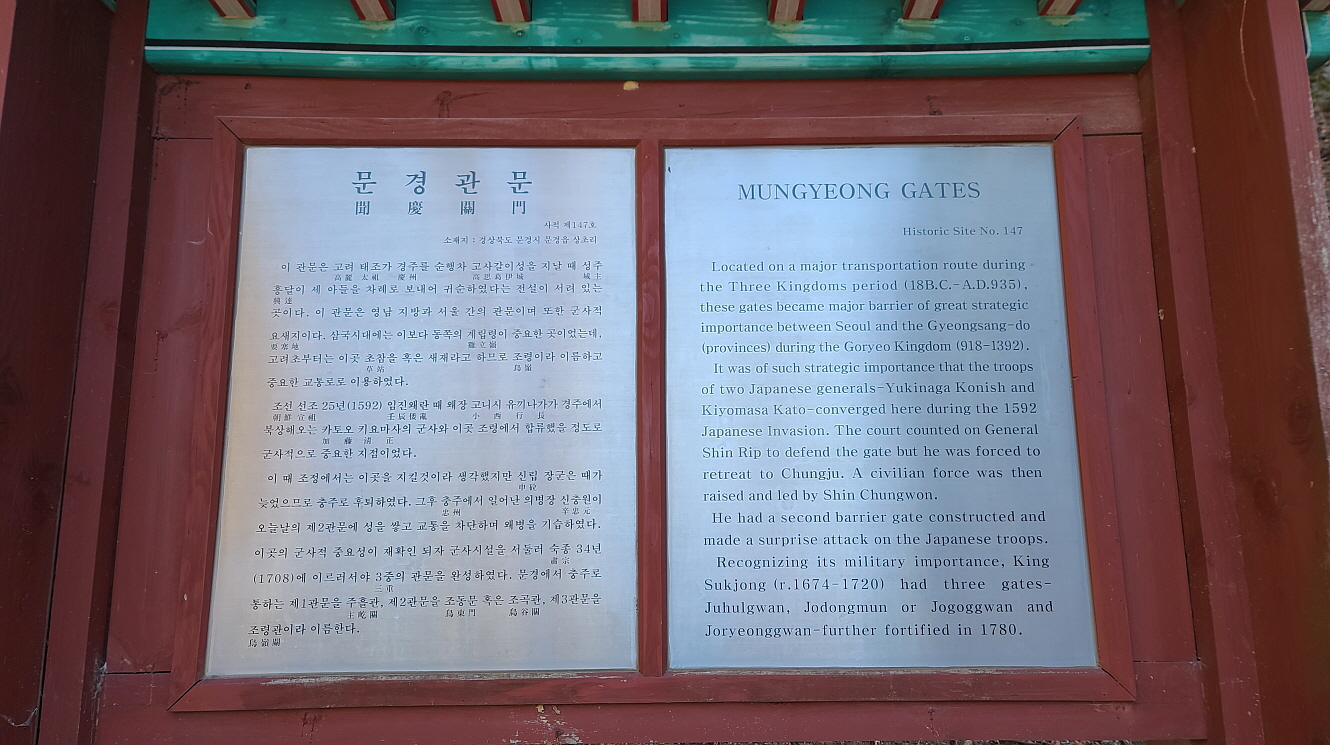 문 경 관 문
聞 慶 關 門
사적 제147호
소재지 : 경상북도 문경시 문경읍 상초리
이 관문은 고려 태조가 경주를 순행차 고사갈이성을 지날 때 성주
高麗 太祖 慶州 高思葛伊城 城主
흥달이 세 아들을 차례로 보내어 귀순하였다는 전설이 서려 있는
興達
곳이다. 이 관문은 영남 지방과 서울 간의 관문이며 또한 군사적
요새지이다. 삼국시대에는 이보다 동쪽의 계립령이 중요한 곳이었는데,
要塞地 雞立嶺
고려초부터는 이곳 초참을 혹은 새재라고 하므로 조령이라 이름하고
草站 鳥嶺
중요한 교통로로 이용하였다.
조선 선조 25년(1592) 임진왜란 때 왜장 고니시 유끼나가가 경주에서
朝鮮 宣祖 壬辰倭亂 小西行長
북상해오는 카토오 키요마사의 군사와 이곳 조령에서 합류했을 정도로
加藤淸正
군사적으로 중요한 지점이었다.
이 때 조정에서는 이곳을 지킬것이라 생각했지만 신립 장군은 때가
申砬
늦었으므로 충주로 후퇴하였다. 그후 충주에서 일어난 의병장 신충원이
忠州 辛忠元
오늘날의 제2관문에 성을 쌓고 교통을 차단하며 왜병을 기습하였다.
이곳의 군사적 중요성이 재확인 되자 군사시설을 서둘러 숙종 34년
肅宗
(1708)에 이르러서야 3중의 관문을 완성하였다. 문경에서 충주로
三重
통하는 제1관문을 주흘관, 제2관문을 조동문 혹은 조곡관, 제3관문을
主屹關 鳥東門 鳥谷關
조령관이라 이름한다.
鳥嶺關
MUNGYEONG GATES
Historic Site No. 147
Located on a major transportation route during
the Three Kingdoms period (18B.C.-A.D.935),
these gates became major barrier of great strategic
importance between Seoul and the Gyeongsang-do
(provinces) during the Goryeo Kingdom (918-1392).
It was of such strategic importance that the troops
of two Japanese generals-Yukinaga Konish and
Kiyomasa Kato-converged here during the 1592
Japanese Invasion. The court counted on General
Shin Rip to defend the gate but he was forced to
retreat to Chungju. A civilian force was then
raised and led by Shin Chungwon.
He had a second barrier gate constructed and
made a surprise attack on the Japanese troops.
Recognizing its military importance, King
Sukjong (r.1674-1720) had three gates-
Juhulgwan, Jodongmun or Jogoggwan and
Joryeonggwan-further fortified in 1780.